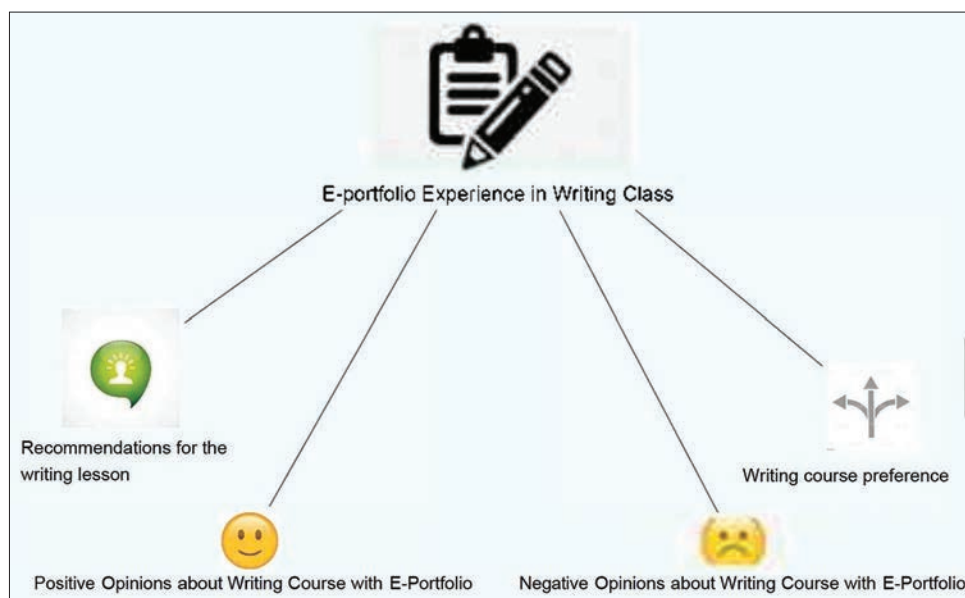 E-portfolio Experience in Writing Class
Recommendations for the
writing lesson
Writing course preference
Positive Opinions about Writing Course with E-Portfolio
Negative Opinions about Writing Course with E-Portfolio